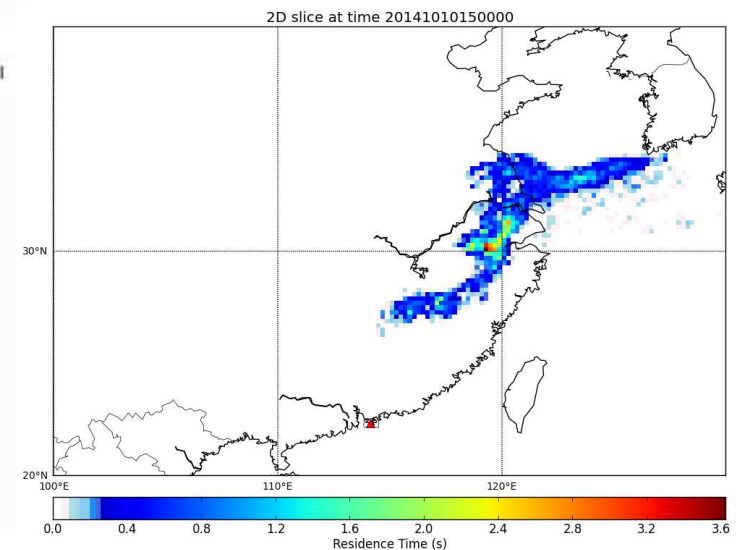 2D slice at time 20141010150000
30°N
20°N
100°E 110°E 120°E
0.0 0.4 0.8 1.2 1.6 2.0 2.4 2.8 3.2 3.6
Residence Time (s)